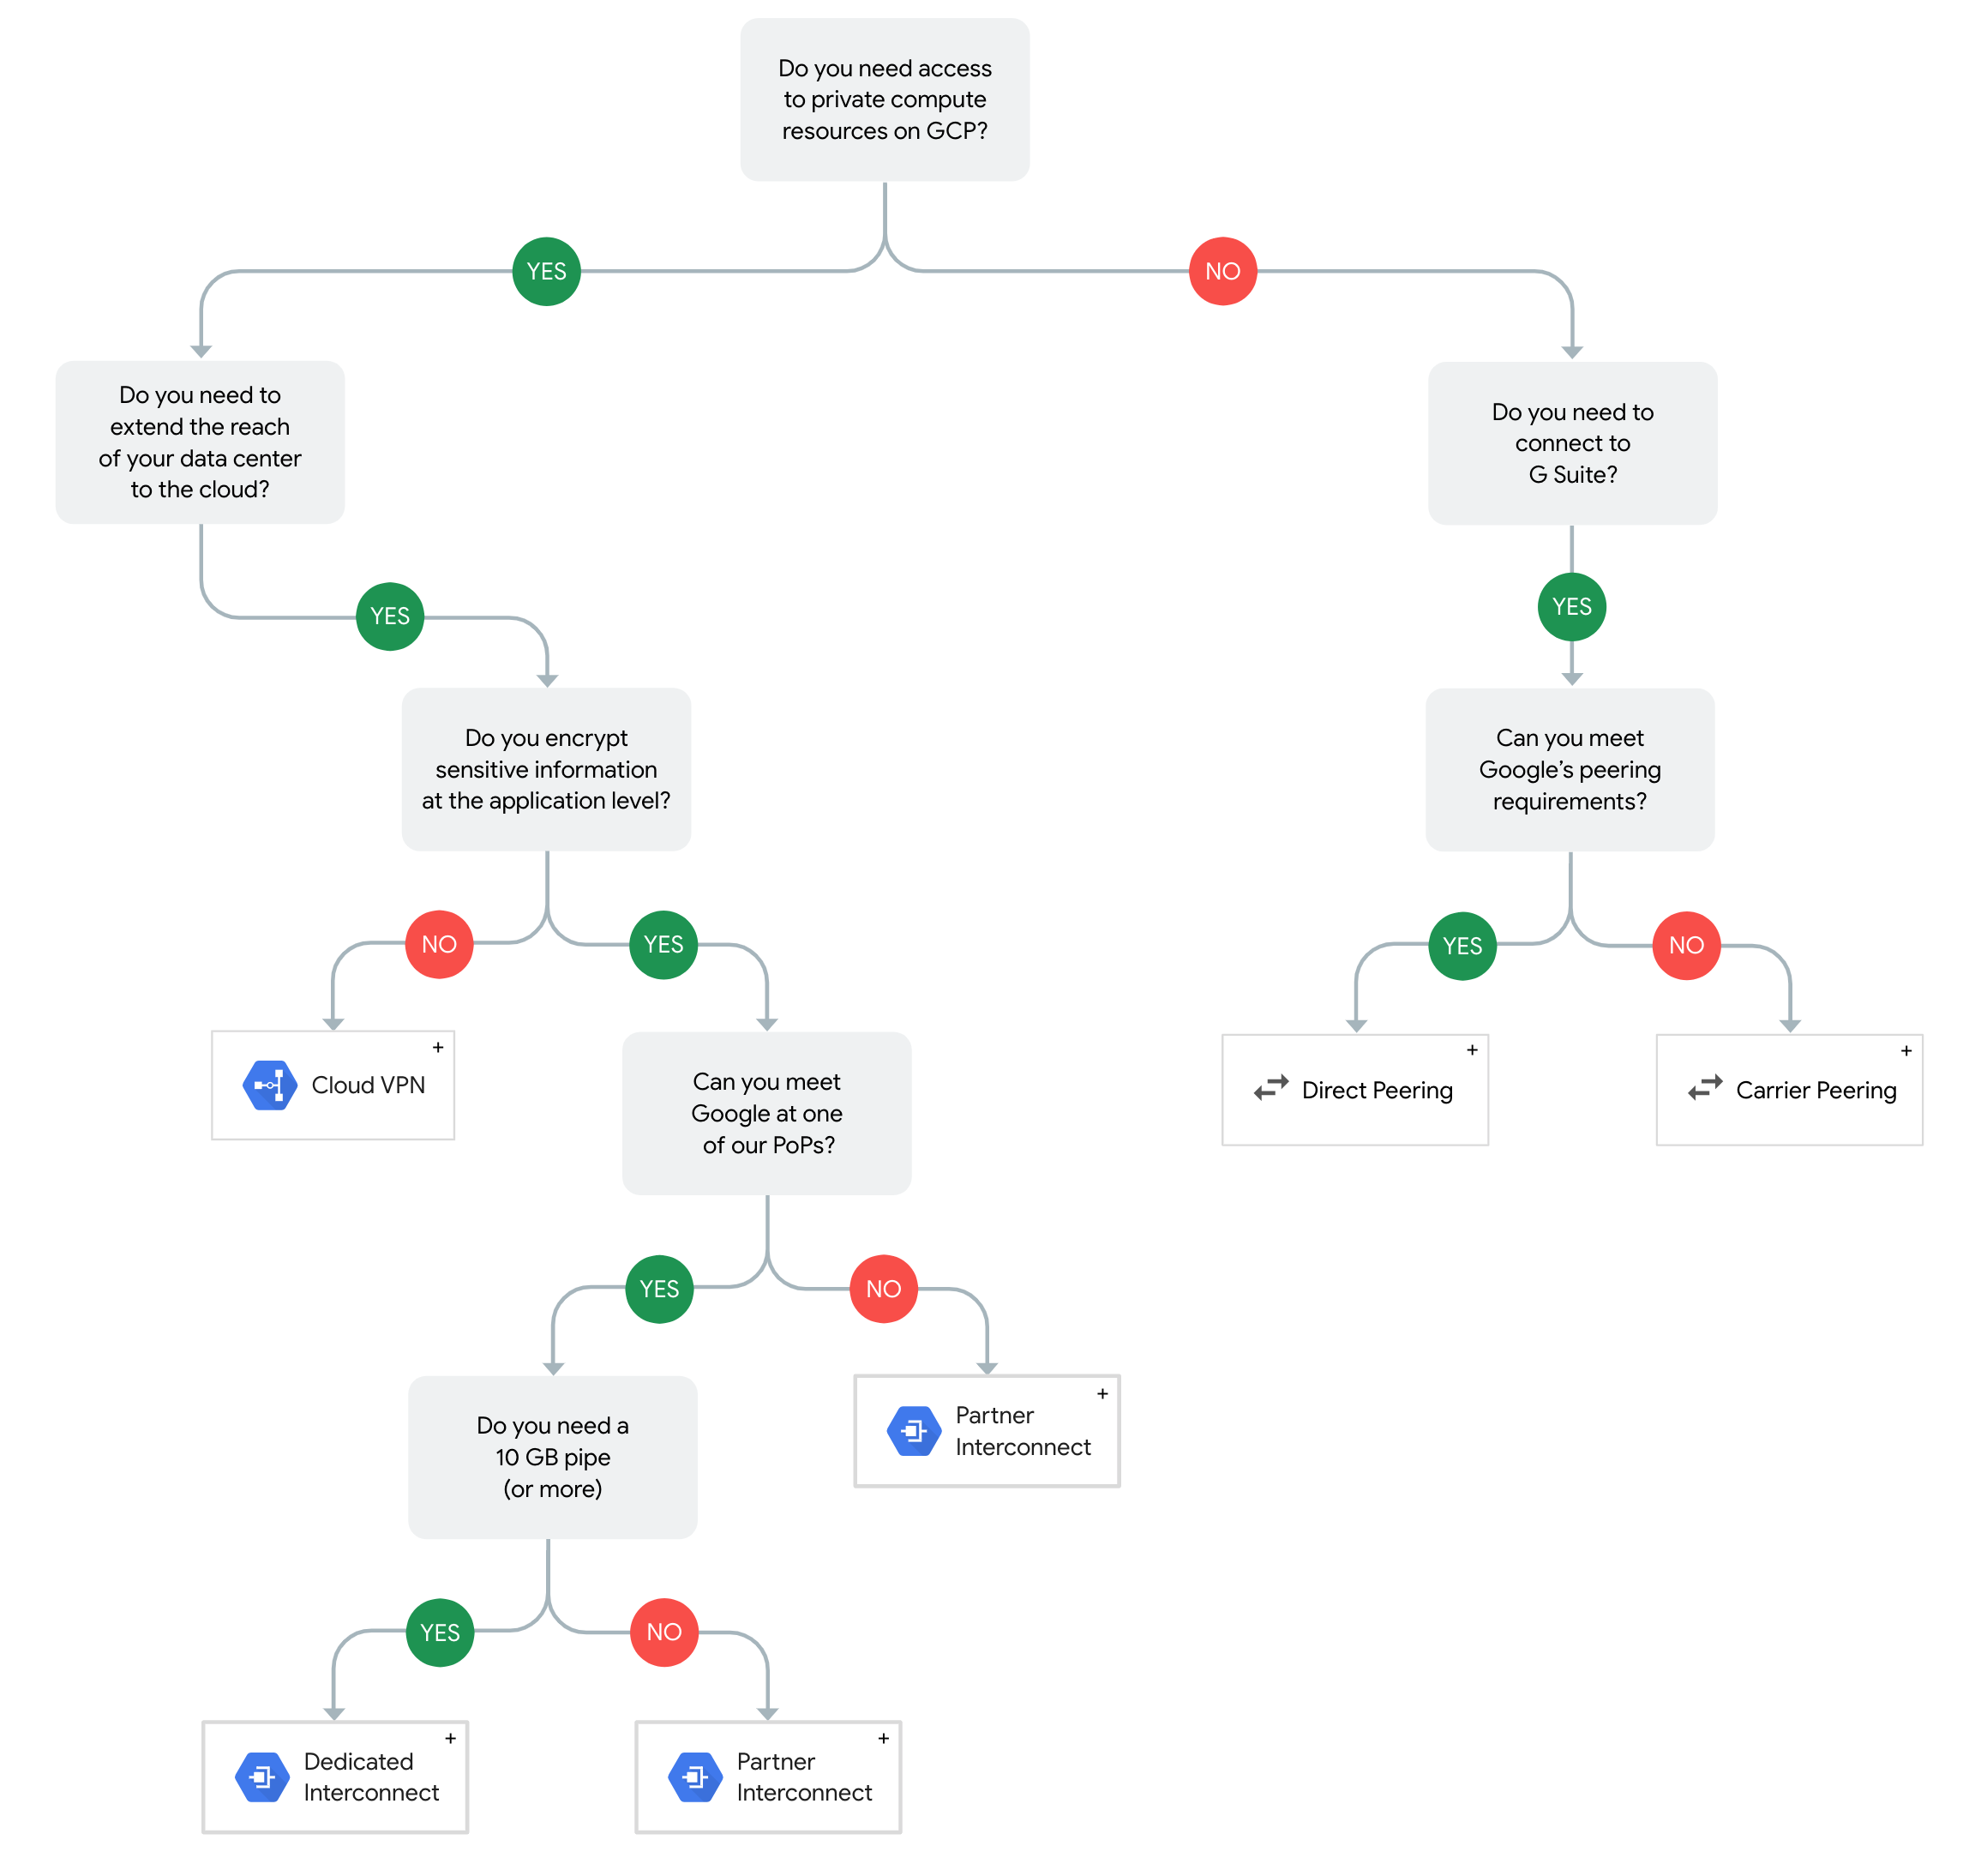 Do you need access
to private compute
resources on GCP?
YES
NO
Do you need to
extend the reach
of your data center
to the cloud?
Do you need to
connect to
G Suite?
YES
YES
Do you encrypt
sensitive information
at the application level?
Can you meet
Google’s peering
requirements?
NO
YES
YES
NO
+
Cloud VPN
Can you meet
Google at one
of our PoPs?
+
Direct Peering
+
Carrier Peering
YES
NO
Do you need a
10 GB pipe
(or more)
+
Partner
Interconnect
YES
NO
+
Dedicated
Interconnect
+
Partner
Interconnect